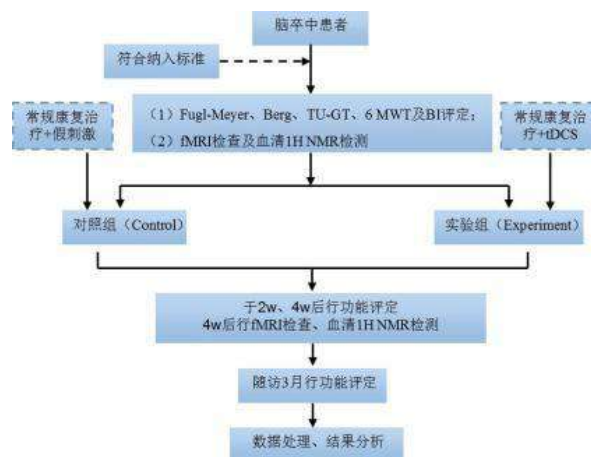 脑卒中患者
符合纳入标准
常规康复治
疗+假刺激
（1）Fugl-Meyer、Berg、TU-GT、6 MWT及BI评定；
（2）fMRI检查及血清1H NMR检测
常规康复治
疗+tDCS
对照组（Control）
实验组（Experiment）
于2w、4w后行功能评定
4w后行fMRI检查、血清1H NMR检测
随访3月行功能评定
数据处理、结果分析